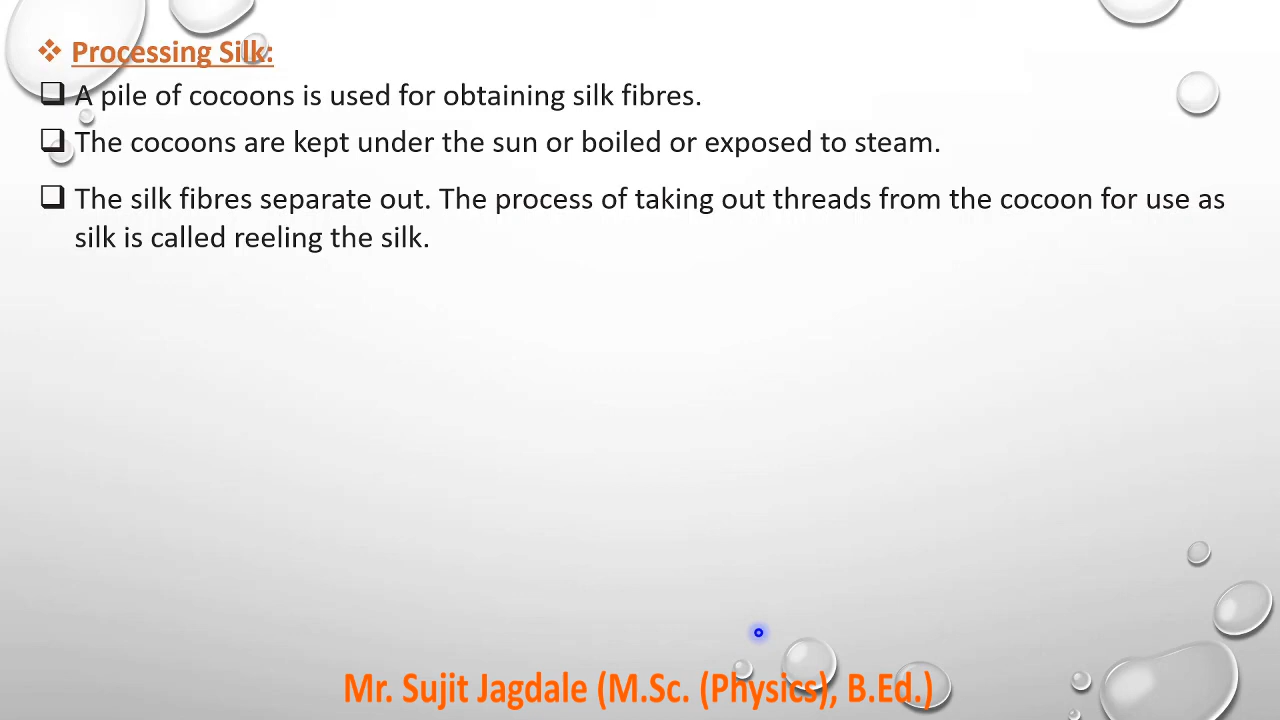 ❖ Processing Silk:
❑ A pile of cocoons is used for obtaining silk fibres.
❑ The cocoons are kept under the sun or boiled or exposed to steam.
❑ The silk fibres separate out. The process of taking out threads from the cocoon for use as
silk is called reeling the silk.
Mr. Sujit Jagdale (M.Sc. (Physics), B.Ed.)